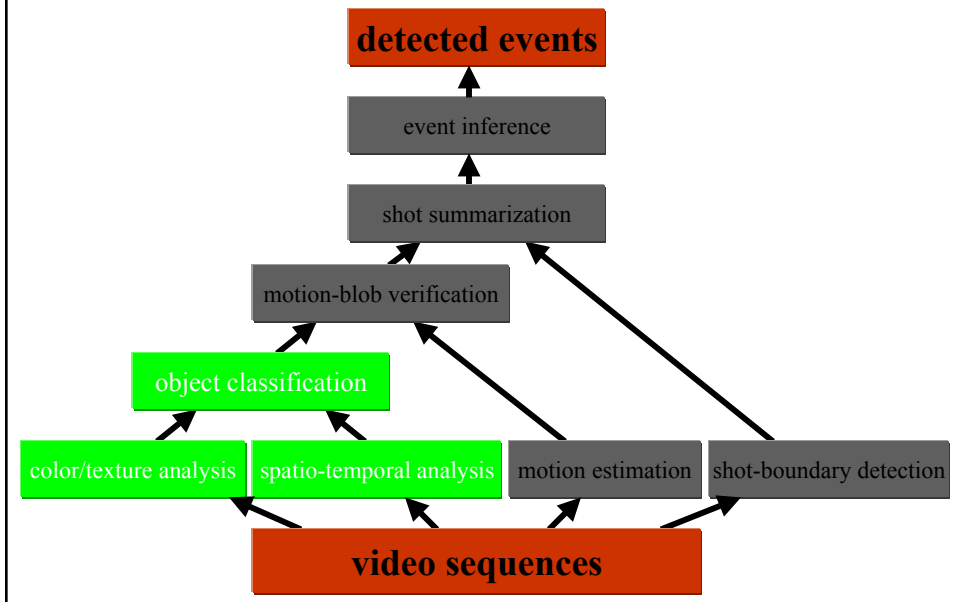 detected events
event inference
shot summarization
motion-blob verification
object classification
color/texture analysis
spatio-temporal analysis
motion estimation
shot-boundary detection
video sequences